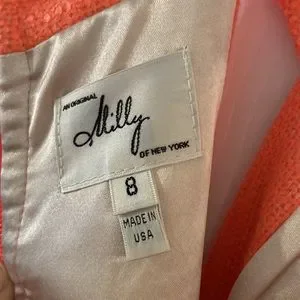 AN ORIGINAL
Milly
OF NEW YORK
8
MADE IN
USA